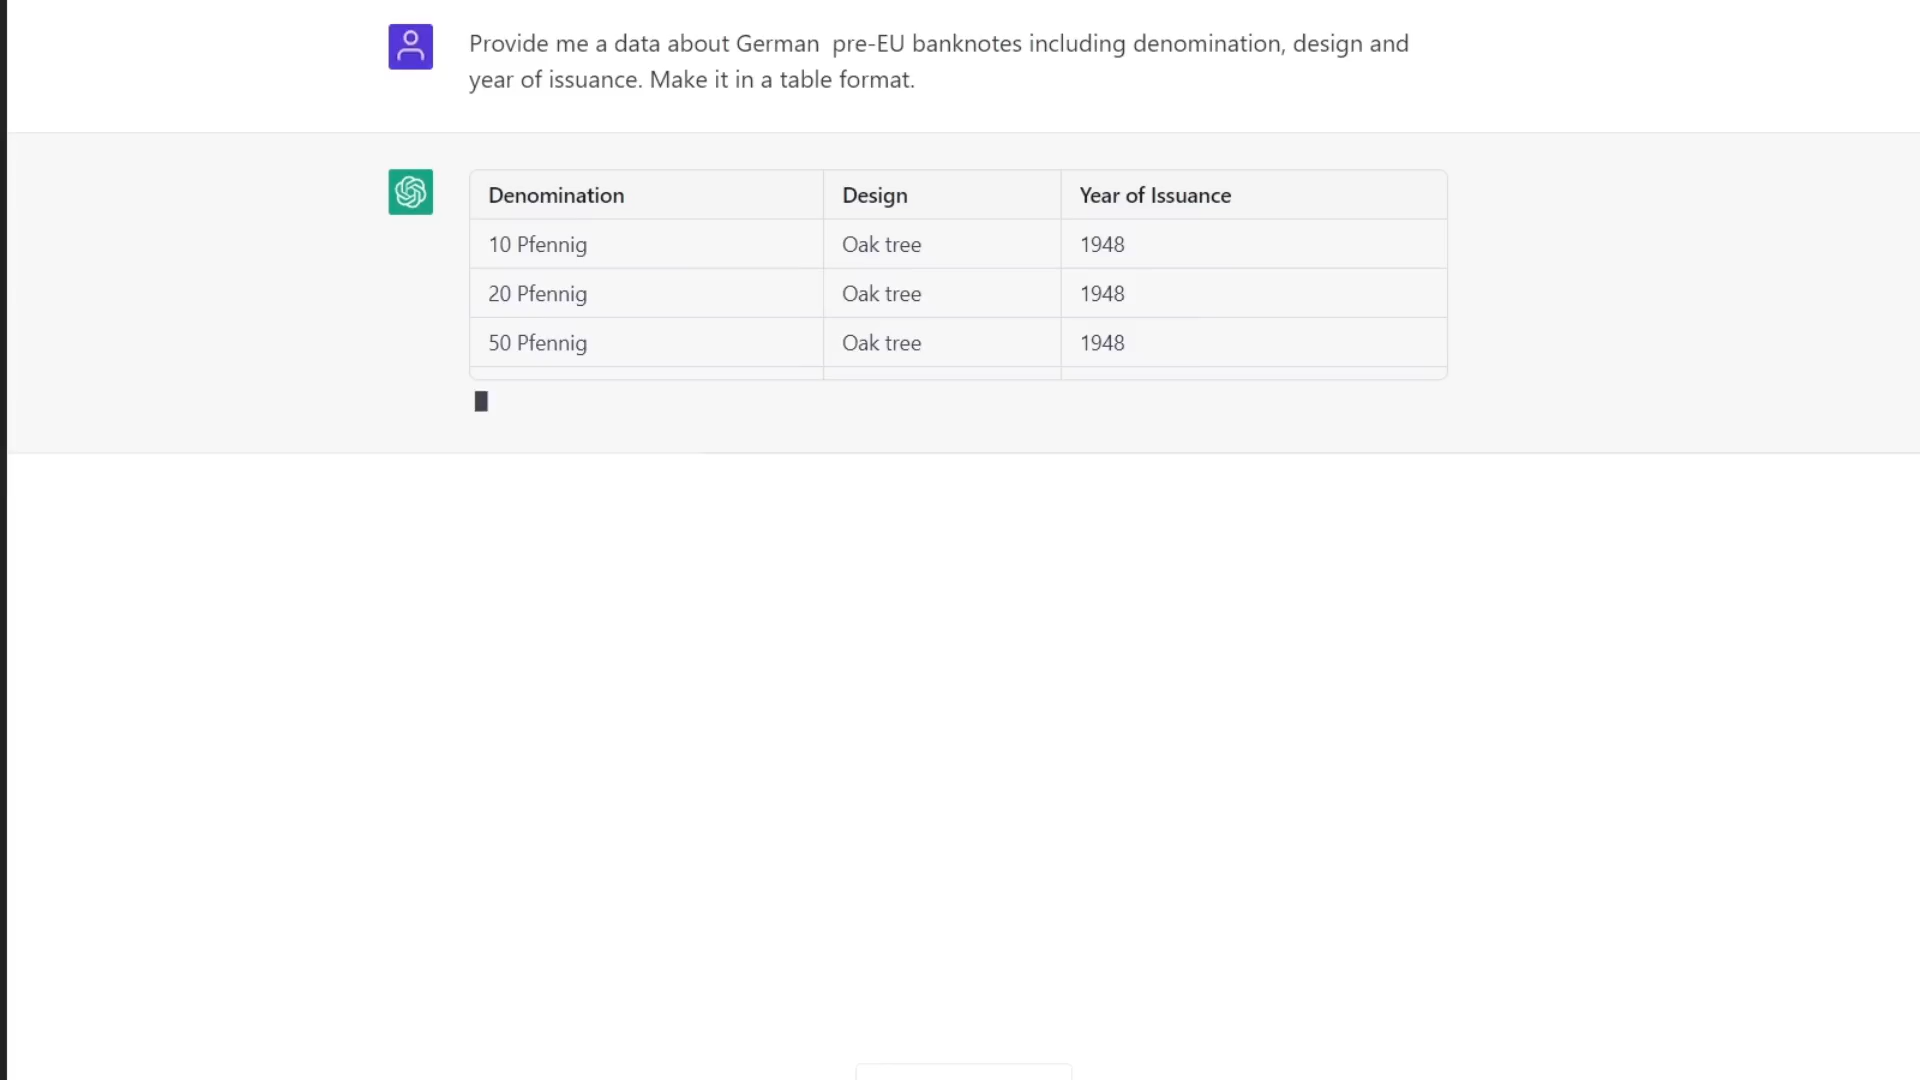 Provide me a data about German  pre-EU banknotes including denomination, design and
year of issuance. Make it in a table format.
Denomination Design Year of Issuance
10 Pfennig Oak tree 1948
20 Pfennig Oak tree 1948
50 Pfennig Oak tree 1948